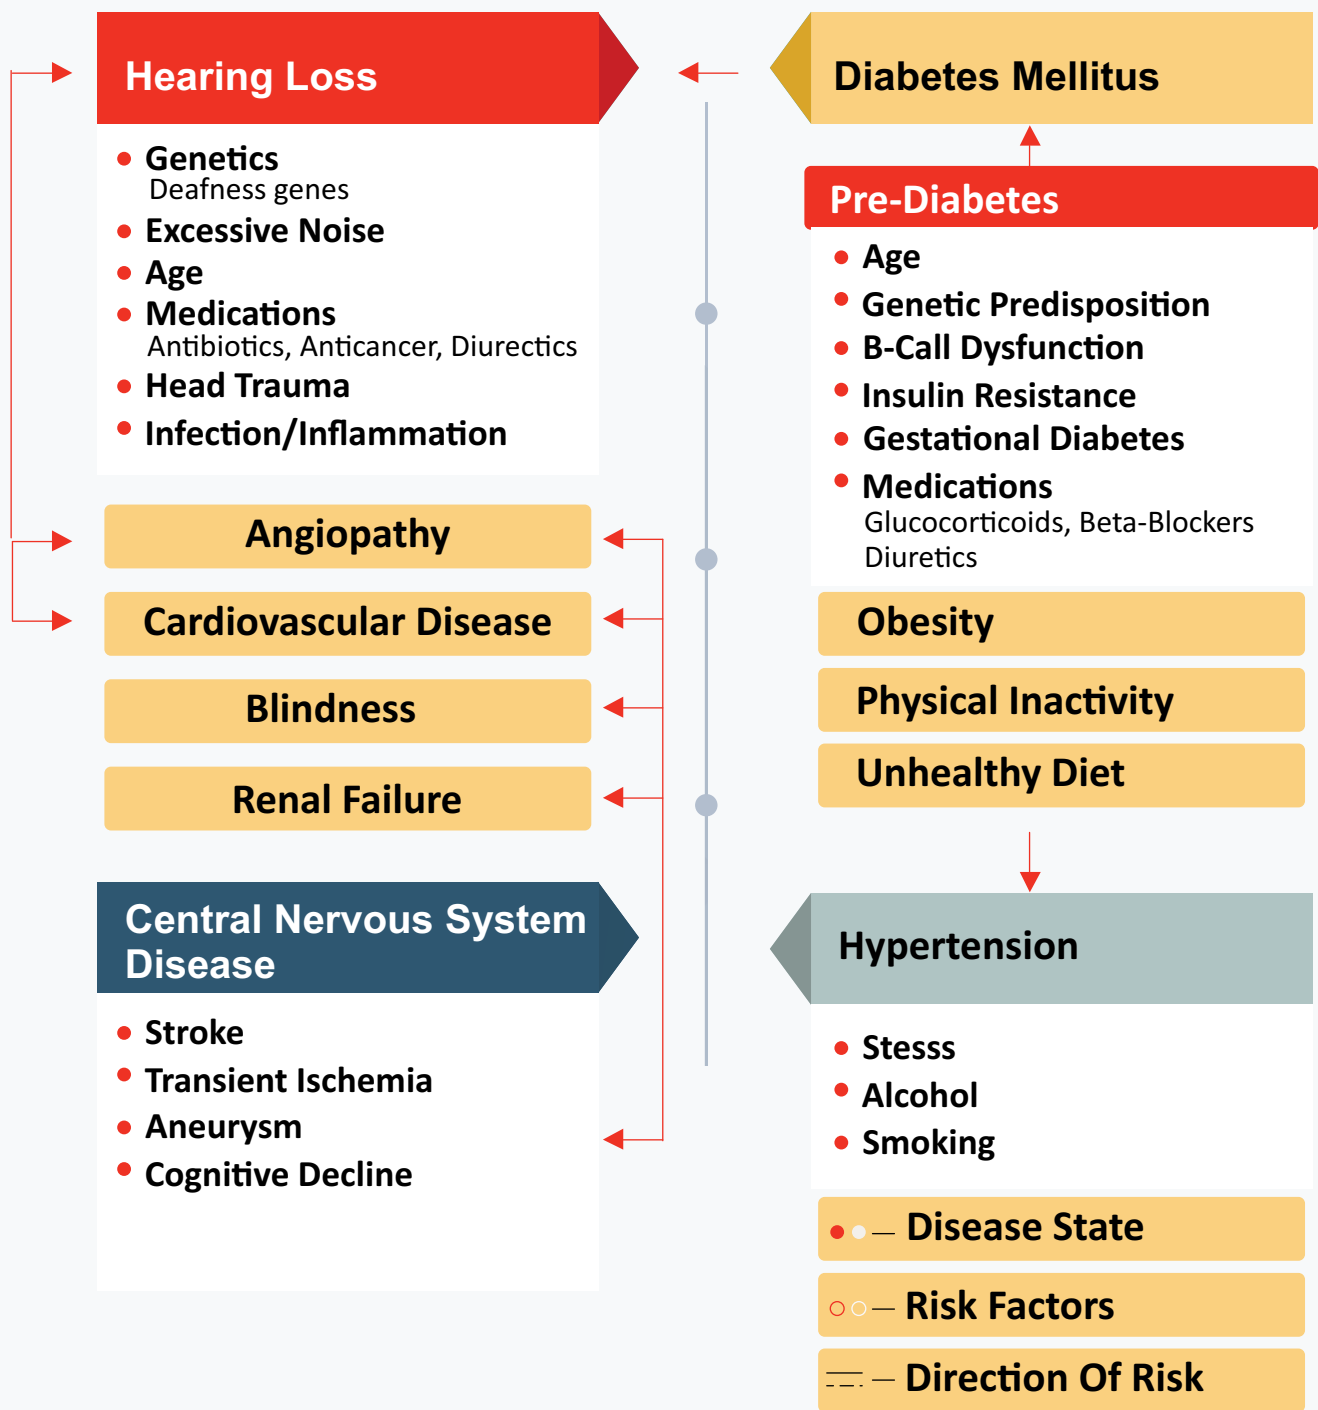 Hearing Loss
Genetics
Deafness genes
Excessive Noise
Age
Medications
Antibiotics, Anticancer, Diurectics
Head Trauma
Infection/Inflammation
Angiopathy
Cardiovascular Disease
Blindness
Renal Failure
Central Nervous System
Disease
Stroke
Transient Ischemia
Aneurysm
Cognitive Decline
Diabetes Mellitus
Pre-Diabetes
Age
Genetic Predisposition
B-Call Dysfunction
Insulin Resistance
Gestational Diabetes
Medications
Glucocorticoids, Beta-Blockers
Diuretics
Obesity
Physical Inactivity
Unhealthy Diet
Hypertension
Stesss
Alcohol
Smoking
Disease State
Risk Factors
Direction Of Risk